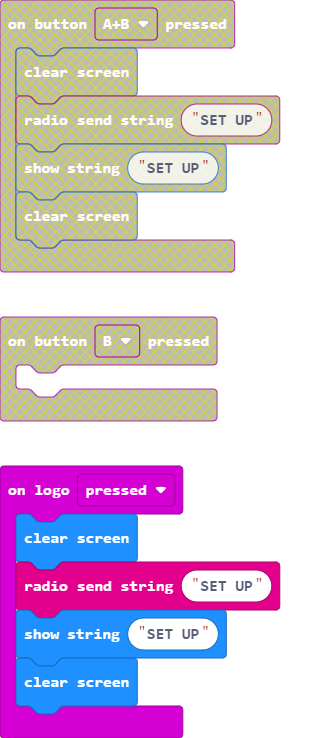 on button A+B pressed
clear screen
radio send string "SET UP"
show string "SET UP"
clear screen
on button B pressed
on logo pressed
clear screen
radio send string "SET UP"
show string "SET UP"
clear screen